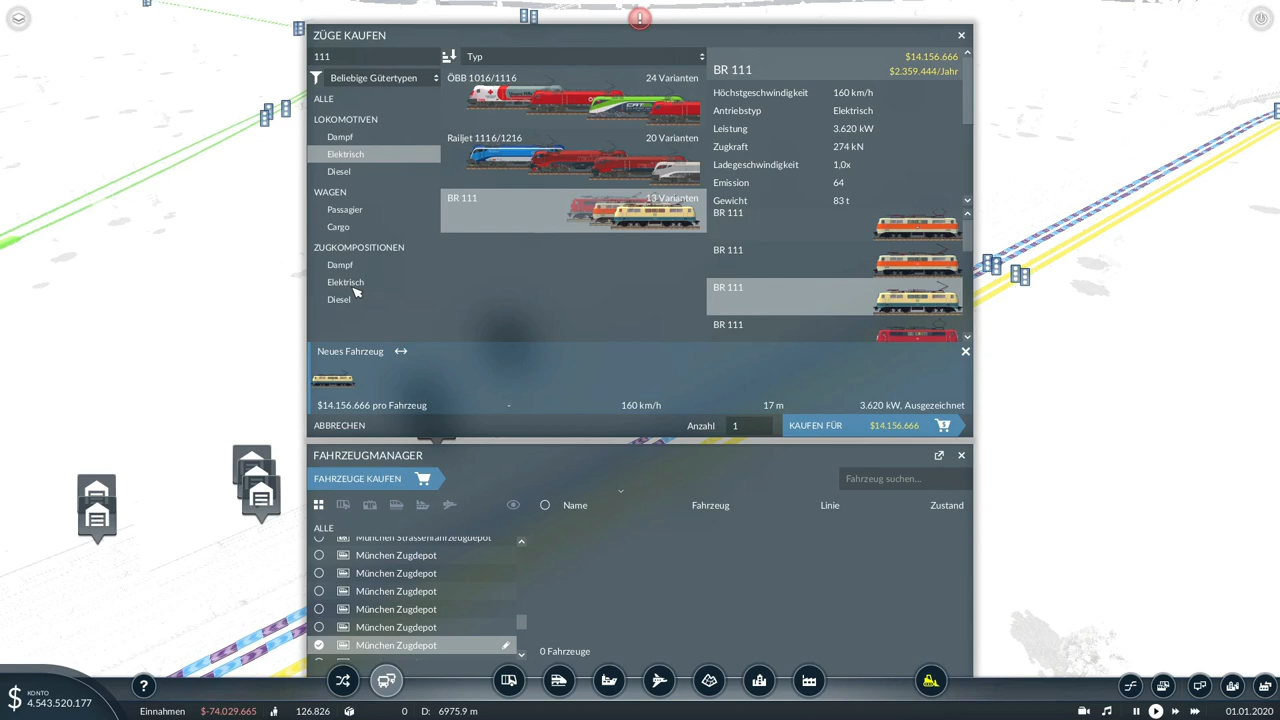 ZÜGE KAUFEN
111
Typ
Beliebige Gütertypen
ALLE
LOKOMOTIVEN
Dampf
Elektrisch
Diesel
WAGEN
Passagier
Cargo
ZUGKOMPOSITIONEN
Dampf
Elektrisch
Diesel
ÖBB 1016/1116 24 Varianten
Railjet 1116/1216 20 Varianten
BR 111 13 Varianten
BR 111
$14.156.666
$2.359.444/Jahr
Höchstgeschwindigkeit 160 km/h
Antriebstyp Elektrisch
Leistung 3.620 kW
Zugkraft 274 kN
Ladegeschwindigkeit 1,0x
Emission 64
Gewicht 83 t
BR 111
BR 111
BR 111
BR 111
Neues Fahrzeug
$14.156.666 pro Fahrzeug - 160 km/h 17 m 3.620 kW, Ausgezeichnet
ABBRECHEN Anzahl 1 KAUFEN FÜR $14.156.666
FAHRZEUGMANAGER
FAHRZEUGE KAUFEN Fahrzeug suchen...
Name Fahrzeug Linie Zustand
ALLE
München Strassenfahrzeugdepot
München Zugdepot
München Zugdepot
München Zugdepot
München Zugdepot
München Zugdepot
München Zugdepot
0 Fahrzeuge
$ KONTO
4.543.520.177
?
Einnahmen $-74.029.665 126.826 0 D: 6975.9 m 01.01.2020